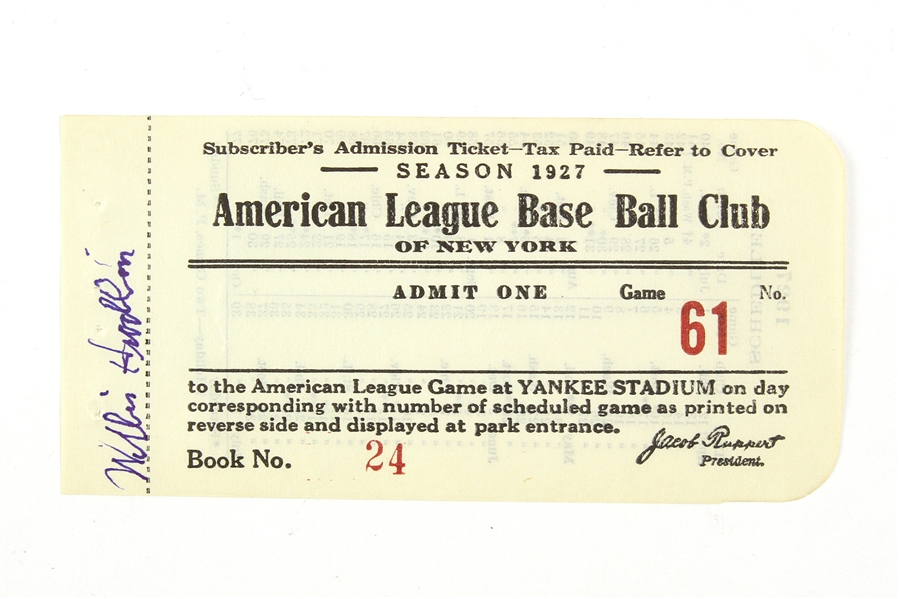 Subscriber's Admission Ticket—Tax Paid—Refer to Cover
SEASON 1927
American League Base Ball Club
OF NEW YORK
ADMIT ONE Game No.
61
to the American League Game at YANKEE STADIUM on day
corresponding with number of scheduled game as printed on
reverse side and displayed at park entrance.
Book No. 24
Jacob Ruppert
President.
Willis Hudlin